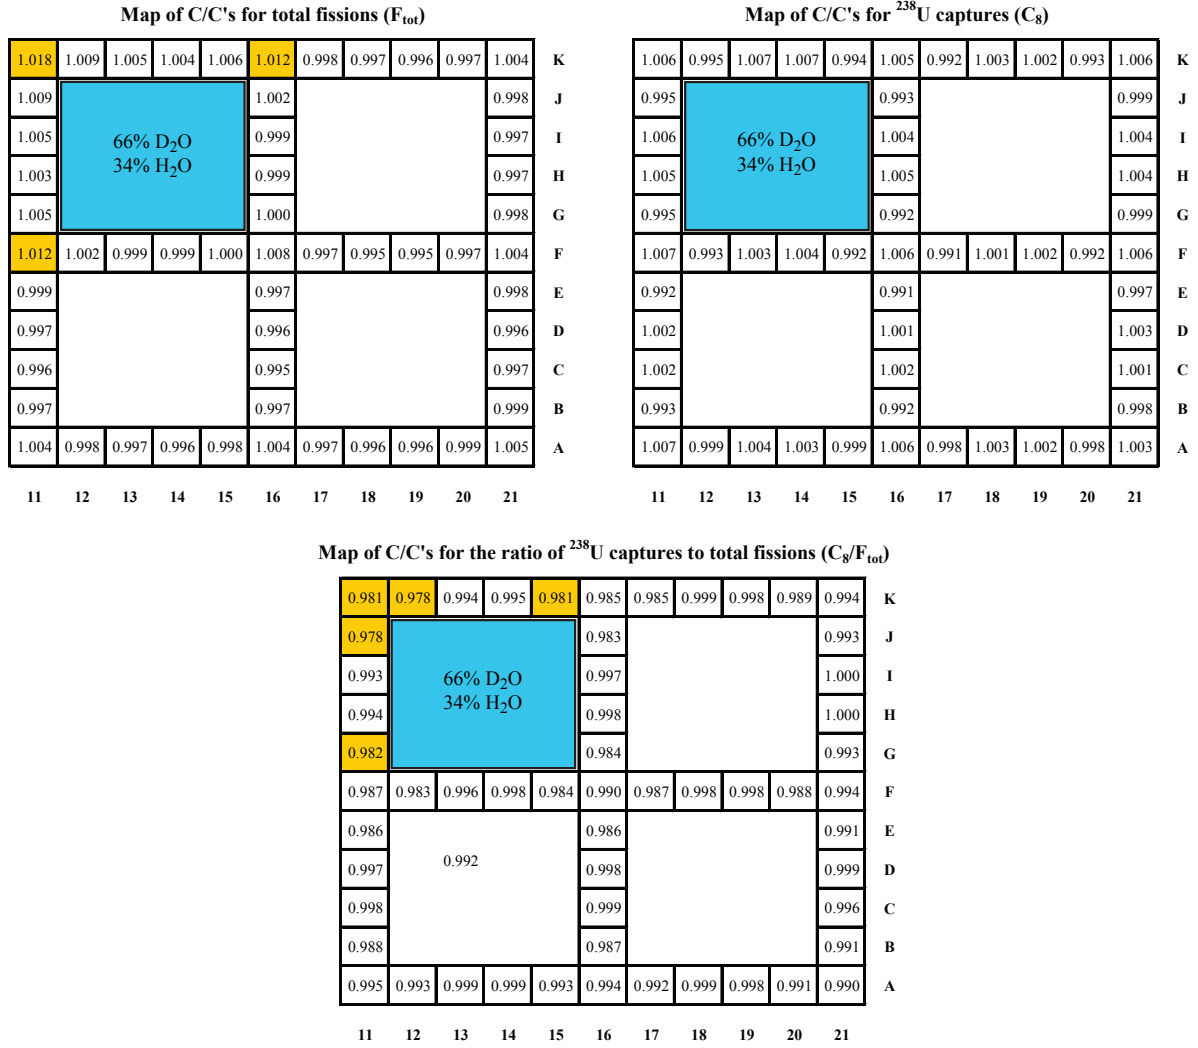 Map of C/C's for total fissions (Ftot)
1.018 1.009 1.005 1.004 1.006 1.012 0.998 0.997 0.996 0.997 1.004 K
1.009 1.002 0.998 J
1.005 0.999 0.997 I
66% D2O
34% H2O
1.003 0.999 0.997 H
1.005 1.000 0.998 G
1.012 1.002 0.999 0.999 1.000 1.008 0.997 0.995 0.995 0.997 1.004 F
0.999 0.997 0.998 E
0.997 0.996 0.996 D
0.996 0.995 0.997 C
0.997 0.997 0.999 B
1.004 0.998 0.997 0.996 0.998 1.004 0.997 0.996 0.996 0.999 1.005 A
11 12 13 14 15 16 17 18 19 20 21
Map of C/C's for 238U captures (C8)
1.006 0.995 1.007 1.007 0.994 1.005 0.992 1.003 1.002 0.993 1.006 K
0.995 0.993 0.999 J
1.006 1.004 1.004 I
66% D2O
34% H2O
1.005 1.005 1.004 H
0.995 0.992 0.999 G
1.007 0.993 1.003 1.004 0.992 1.006 0.991 1.001 1.002 0.992 1.006 F
0.992 0.991 0.997 E
1.002 1.001 1.003 D
1.002 1.002 1.001 C
0.993 0.992 0.998 B
1.007 0.999 1.004 1.003 0.999 1.006 0.998 1.003 1.002 0.998 1.003 A
11 12 13 14 15 16 17 18 19 20 21
Map of C/C's for the ratio of 238U captures to total fissions (C8/Ftot)
0.981 0.978 0.994 0.995 0.981 0.985 0.985 0.999 0.998 0.989 0.994 K
0.978 0.983 0.993 J
0.993 0.997 1.000 I
66% D2O
34% H2O
0.994 0.998 1.000 H
0.982 0.984 0.993 G
0.987 0.983 0.996 0.998 0.984 0.990 0.987 0.998 0.998 0.988 0.994 F
0.986 0.986 0.991 E
0.992
0.997 0.998 0.999 D
0.998 0.999 0.996 C
0.988 0.987 0.991 B
0.995 0.993 0.999 0.999 0.993 0.994 0.992 0.999 0.998 0.991 0.990 A
11 12 13 14 15 16 17 18 19 20 21